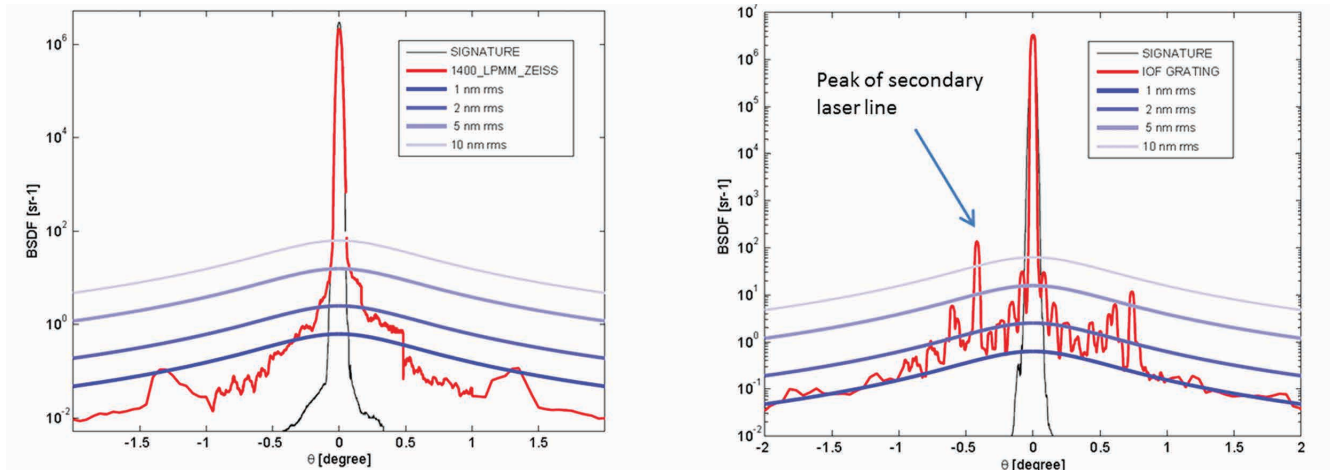 10^6
10^4
10^2
10^0
10^-2
BSDF [sr-1]
SIGNATURE
1400_LPMM_ZEISS
1 nm rms
2 nm rms
5 nm rms
10 nm rms
-1.5
-1
-0.5
0
0.5
1
1.5
θ [degree]
10^7
10^6
10^5
10^4
10^3
10^2
10^1
10^0
10^-1
10^-2
BSDF [sr-1]
Peak of secondary
laser line
SIGNATURE
IOF GRATING
1 nm rms
2 nm rms
5 nm rms
10 nm rms
-2
-1.5
-1
-0.5
0
0.5
1
1.5
2
θ [degree]